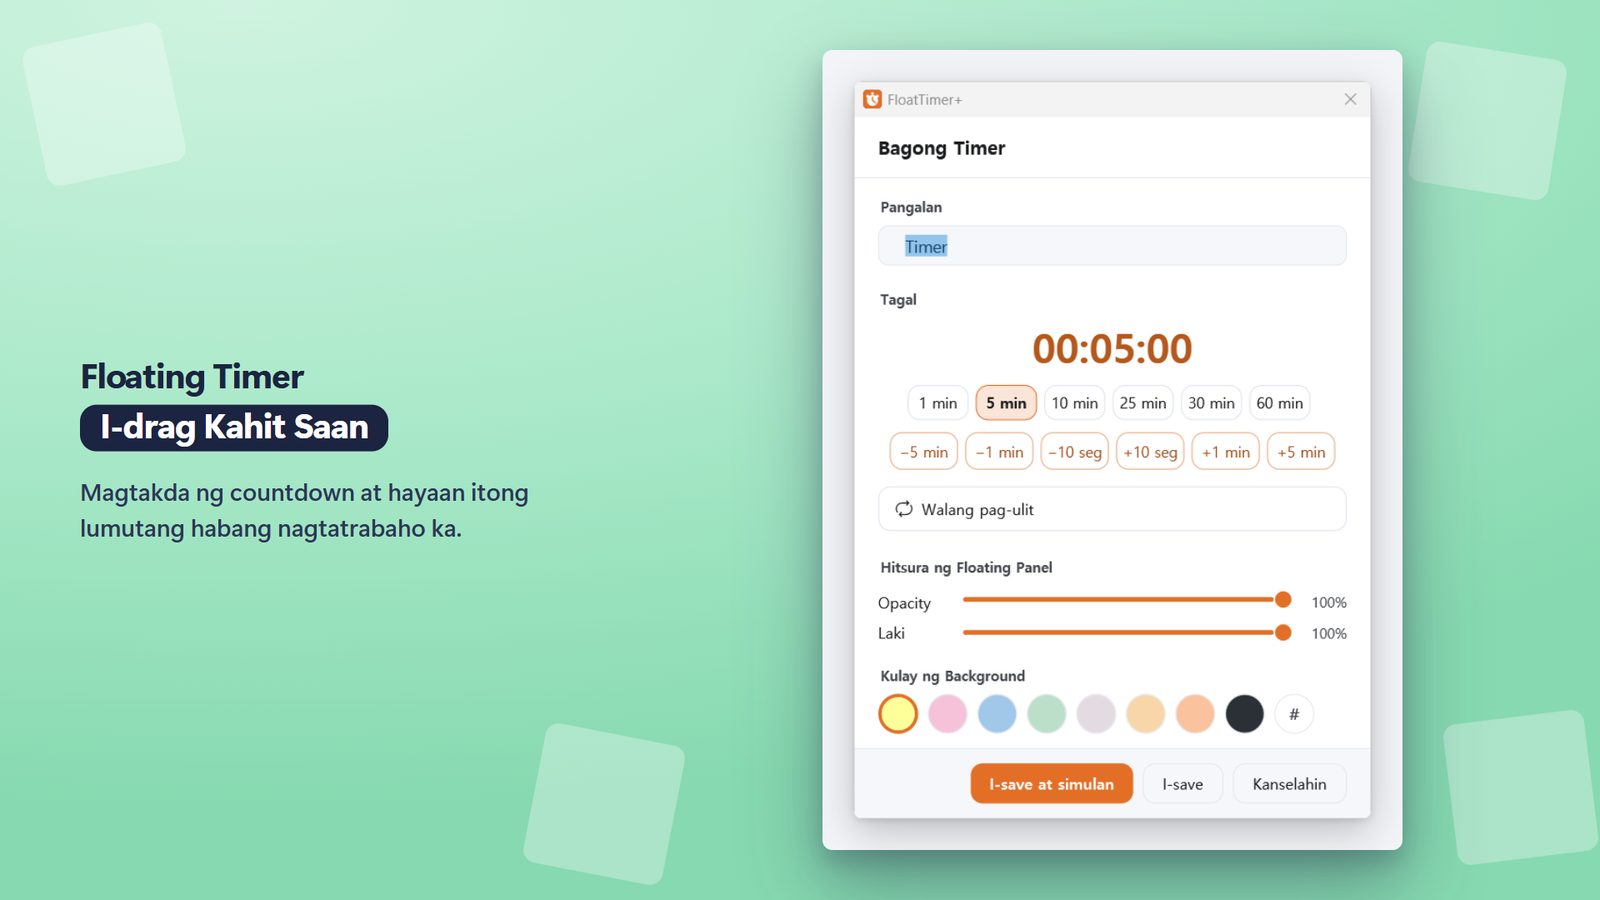 Floating Timer
I-drag Kahit Saan
Magtakda ng countdown at hayaan itong
lumutang habang nagtatrabaho ka.
FloatTimer+
Bagong Timer
Pangalan
Timer
Tagal
00:05:00
1 min 5 min 10 min 25 min 30 min 60 min
−5 min −1 min −10 seg +10 seg +1 min +5 min
Walang pag-ulit
Hitsura ng Floating Panel
Opacity 100%
Laki 100%
Kulay ng Background
#
I-save at simulan I-save Kanselahin